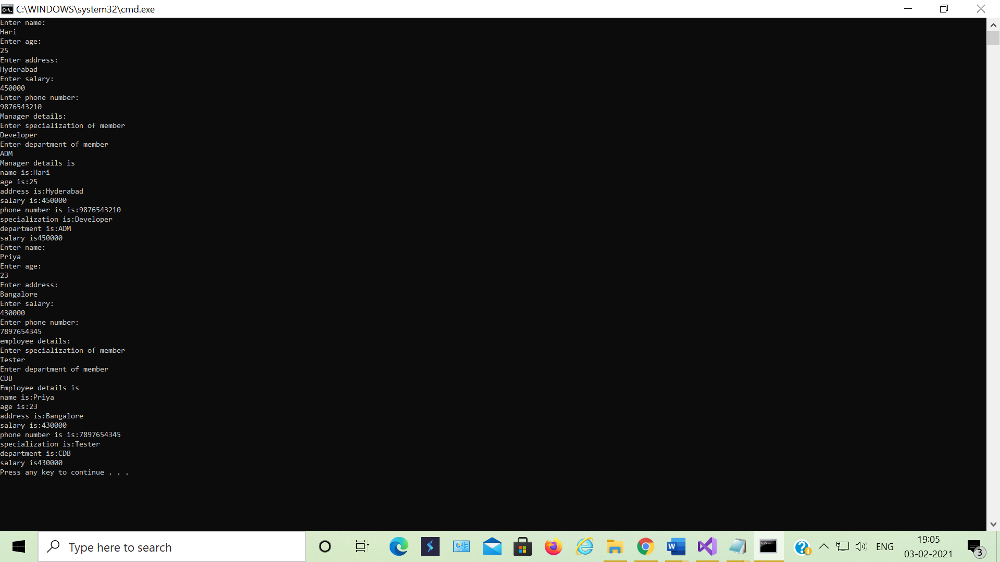 C:\WINDOWS\system32\cmd.exe
Enter name:
Hari
Enter age:
25
Enter address:
Hyderabad
Enter salary:
450000
Enter phone number:
9876543210
Manager details:
Enter specialization of member
Developer
Enter department of member
ADM
Manager details is
name is:Hari
age is:25
address is:Hyderabad
salary is:450000
phone number is is:9876543210
specialization is:Developer
department is:ADM
salary is450000
Enter name:
Priya
Enter age:
23
Enter address:
Bangalore
Enter salary:
430000
Enter phone number:
7897654345
employee details:
Enter specialization of member
Tester
Enter department of member
CDB
Employee details is
name is:Priya
age is:23
address is:Bangalore
salary is:430000
phone number is is:7897654345
specialization is:Tester
department is:CDB
salary is430000
Press any key to continue . . .
Type here to search
ENG
19:05
03-02-2021
3